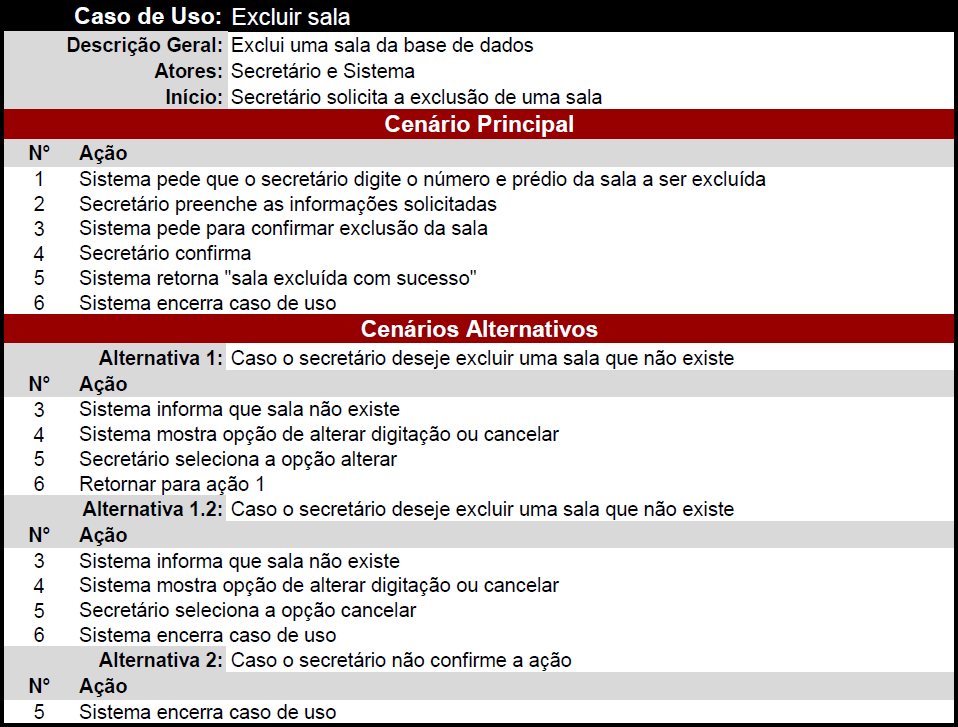 Caso de Uso: Excluir sala
Descrição Geral: Exclui uma sala da base de dados
Atores: Secretário e Sistema
Início: Secretário solicita a exclusão de uma sala
Cenário Principal
N° Ação
1 Sistema pede que o secretário digite o número e prédio da sala a ser excluída
2 Secretário preenche as informações solicitadas
3 Sistema pede para confirmar exclusão da sala
4 Secretário confirma
5 Sistema retorna "sala excluída com sucesso"
6 Sistema encerra caso de uso
Cenários Alternativos
Alternativa 1: Caso o secretário deseje excluir uma sala que não existe
N° Ação
3 Sistema informa que sala não existe
4 Sistema mostra opção de alterar digitação ou cancelar
5 Secretário seleciona a opção alterar
6 Retornar para ação 1
Alternativa 1.2: Caso o secretário deseje excluir uma sala que não existe
N° Ação
3 Sistema informa que sala não existe
4 Sistema mostra opção de alterar digitação ou cancelar
5 Secretário seleciona a opção cancelar
6 Sistema encerra caso de uso
Alternativa 2: Caso o secretário não confirme a ação
N° Ação
5 Sistema encerra caso de uso